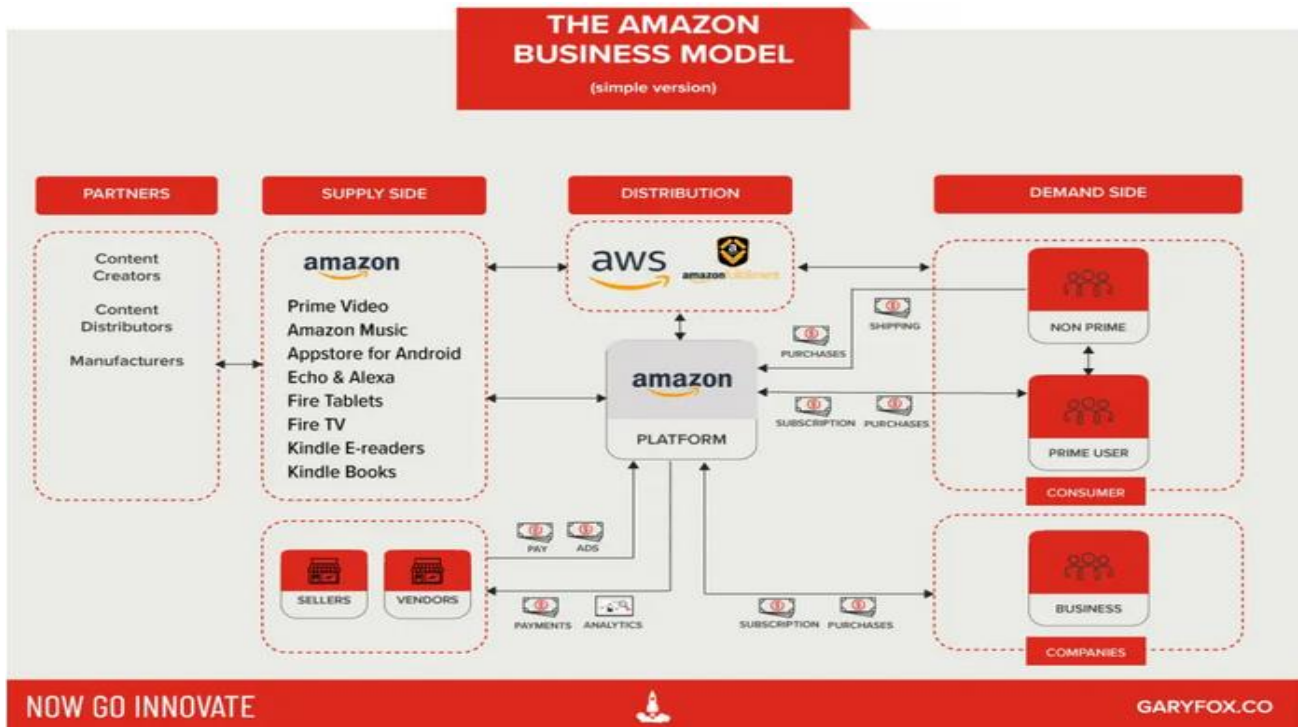 THE AMAZON
BUSINESS MODEL
(simple version)
PARTNERS
SUPPLY SIDE
DISTRIBUTION
DEMAND SIDE
Content
Creators
Content
Distributors
Manufacturers
amazon
Prime Video
Amazon Music
Appstore for Android
Echo & Alexa
Fire Tablets
Fire TV
Kindle E-readers
Kindle Books
aws
amazonfulfillment
amazon
PLATFORM
PURCHASES
SHIPPING
SUBSCRIPTION
PURCHASES
NON PRIME
PRIME USER
CONSUMER
SELLERS
VENDORS
PAY
ADS
PAYMENTS
ANALYTICS
SUBSCRIPTION
PURCHASES
BUSINESS
COMPANIES
NOW GO INNOVATE
GARYFOX.CO